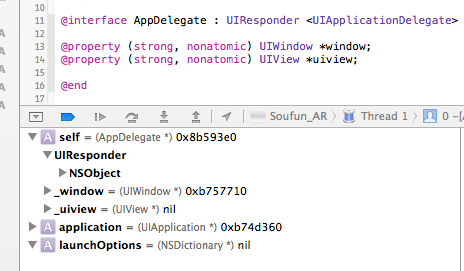 10
11
12 @interface AppDelegate : UIResponder <UIApplicationDelegate>
13
14 @property (strong, nonatomic) UIWindow *window;
15 @property (strong, nonatomic) UIView *uiview;
16 @end
17
Soufun_AR Thread 1 0 -[
A self = (AppDelegate *) 0x8b593e0
UIResponder
NSObject
_window = (UIWindow *) 0xb757710
_uiview = (UIView *) nil
A application = (UIApplication *) 0xb74d360
A launchOptions = (NSDictionary *) nil